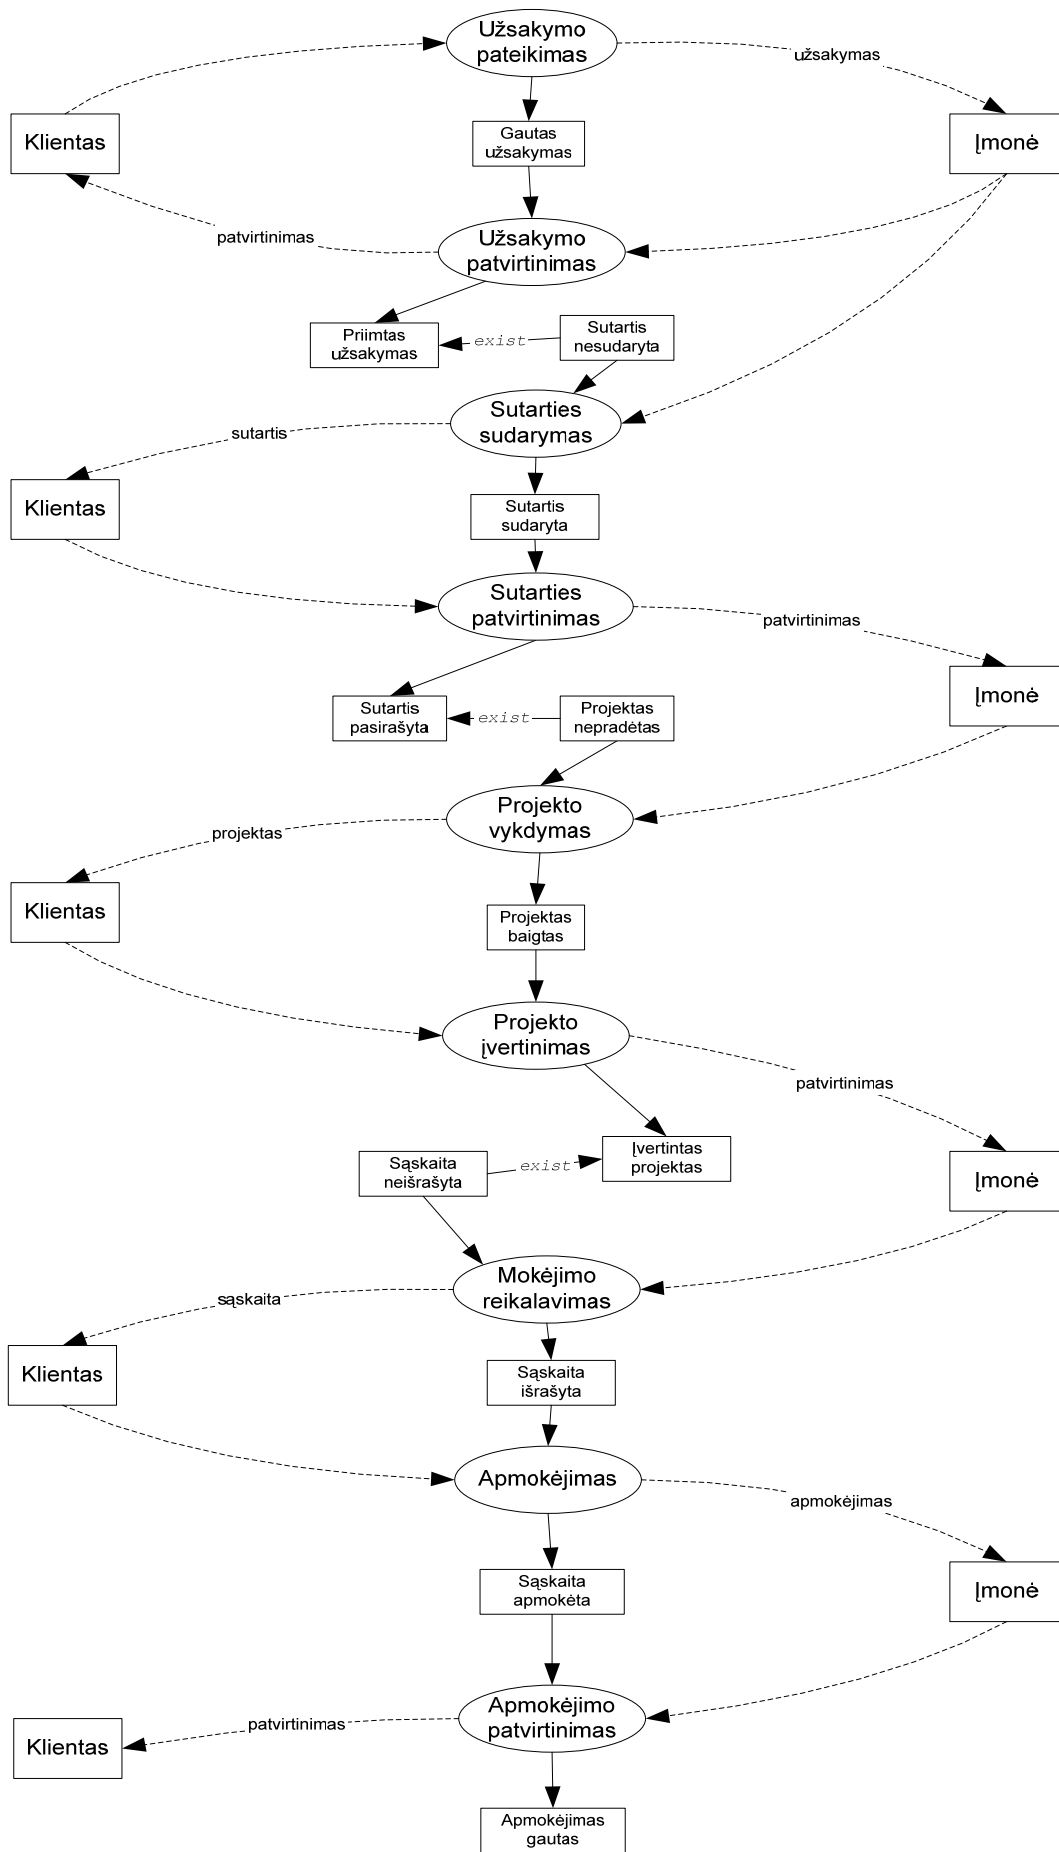 Užsakymo
pateikimas
užsakymas
Klientas
Gautas
užsakymas
Įmonė
patvirtinimas
Užsakymo
patvirtinimas
Priimtas
užsakymas
exist
Sutartis
nesudaryta
Sutarties
sudarymas
sutartis
Klientas
Sutartis
sudaryta
Sutarties
patvirtinimas
patvirtinimas
Įmonė
Sutartis
pasirašyta
exist
Projektas
nepradėtas
Projekto
vykdymas
projektas
Klientas
Projektas
baigtas
Projekto
įvertinimas
patvirtinimas
Įvertintas
projektas
Sąskaita
neišrašyta
exist
Įmonė
Mokėjimo
reikalavimas
sąskaita
Klientas
Sąskaita
išrašyta
Apmokėjimas
apmokėjimas
Sąskaita
apmokėta
Įmonė
Apmokėjimo
patvirtinimas
patvirtinimas
Klientas
Apmokėjimas
gautas